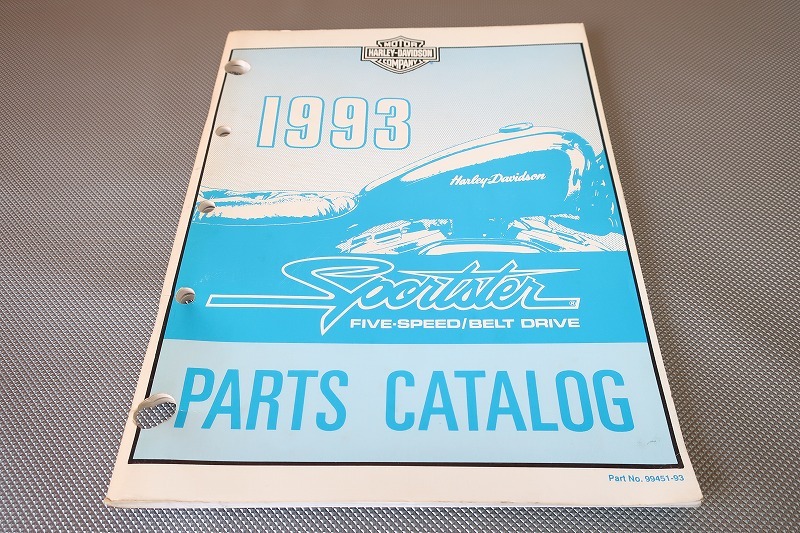 MOTOR
HARLEY-DAVIDSON
COMPANY
1993
Harley-Davidson
Sportster®
FIVE-SPEED/BELT DRIVE
PARTS CATALOG
Part No. 99451-93